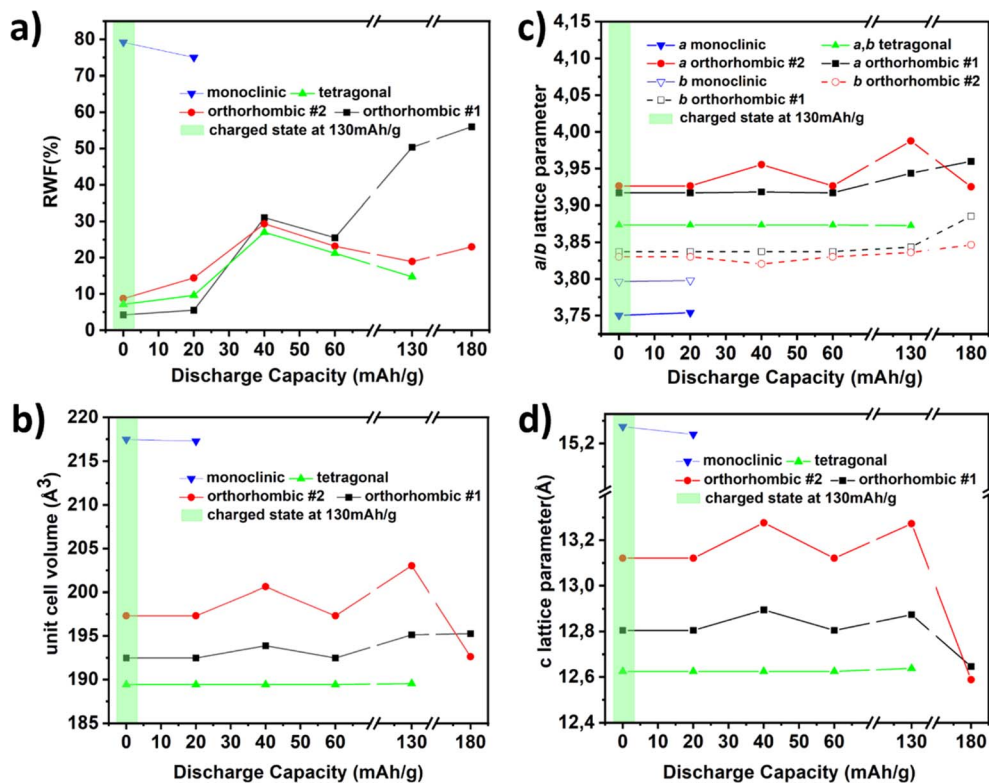 a)
80
70
60
50
40
30
20
10
0
RWF(%)
monoclinic tetragonal
orthorhombic #2 orthorhombic #1
charged state at 130mAh/g
0 10 20 30 40 50 60 130 180
Discharge Capacity (mAh/g)
c)
4,15
4,10
4,05
4,00
3,95
3,90
3,85
3,80
3,75
a/b lattice parameter
a monoclinic a,b tetragonal
a orthorhombic #2 a orthorhombic #1
b monoclinic b orthorhombic #2
b orthorhombic #1
charged state at 130mAh/g
0 10 20 30 40 50 60 130 180
Discharge Capacity (mAh/g)
b)
220
215
210
205
200
195
190
185
unit cell volume (Å3)
monoclinic tetragonal
orthorhombic #2 orthorhombic #1
charged state at 130mAh/g
0 10 20 30 40 50 60 130 180
Discharge Capacity (mAh/g)
d)
15,2
13,2
13,0
12,8
12,6
12,4
c lattice parameter(Å)
monoclinic tetragonal
orthorhombic #2 orthorhombic #1
charged state at 130mAh/g
0 10 20 30 40 50 60 130 180
Discharge Capacity (mAh/g)